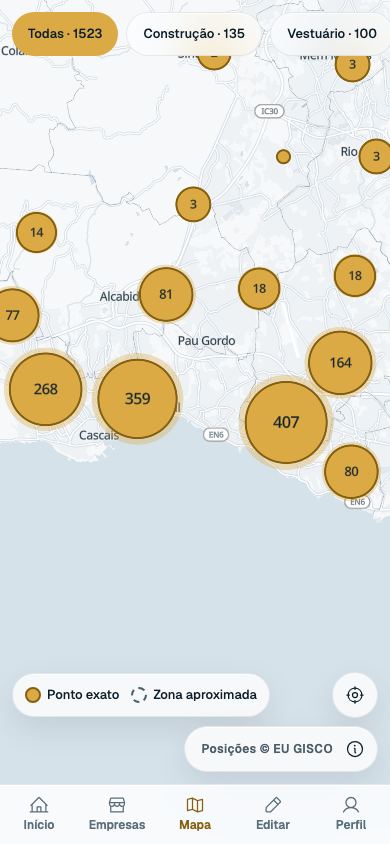 Todas · 1523
Construção · 135
Vestuário · 100
3
IC30
3
3
14
18
Alcabid
81
18
77
Pau Gordo
164
268
359
407
EN6
Cascais
80
EN6
Ponto exato
Zona aproximada
Posições © EU GISCO
Início
Empresas
Mapa
Editar
Perfil